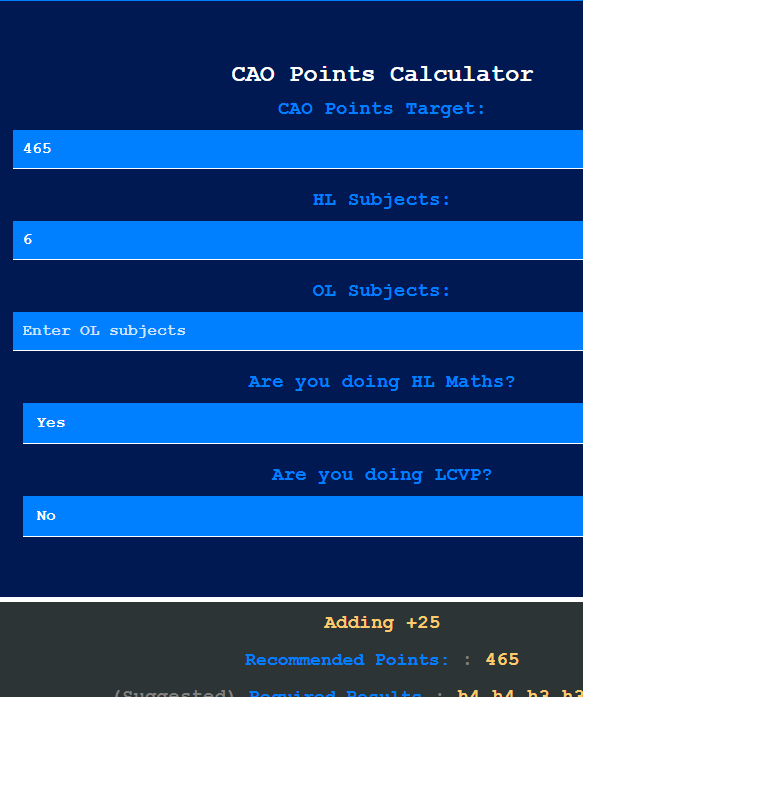 CAO Points Calculator
CAO Points Target:
465
HL Subjects:
6
OL Subjects:
Enter OL subjects
Are you doing HL Maths?
Yes
Are you doing LCVP?
No
Adding +25
Recommended Points: : 465
(Suggested) Required Results : h4 h4 h3 h3